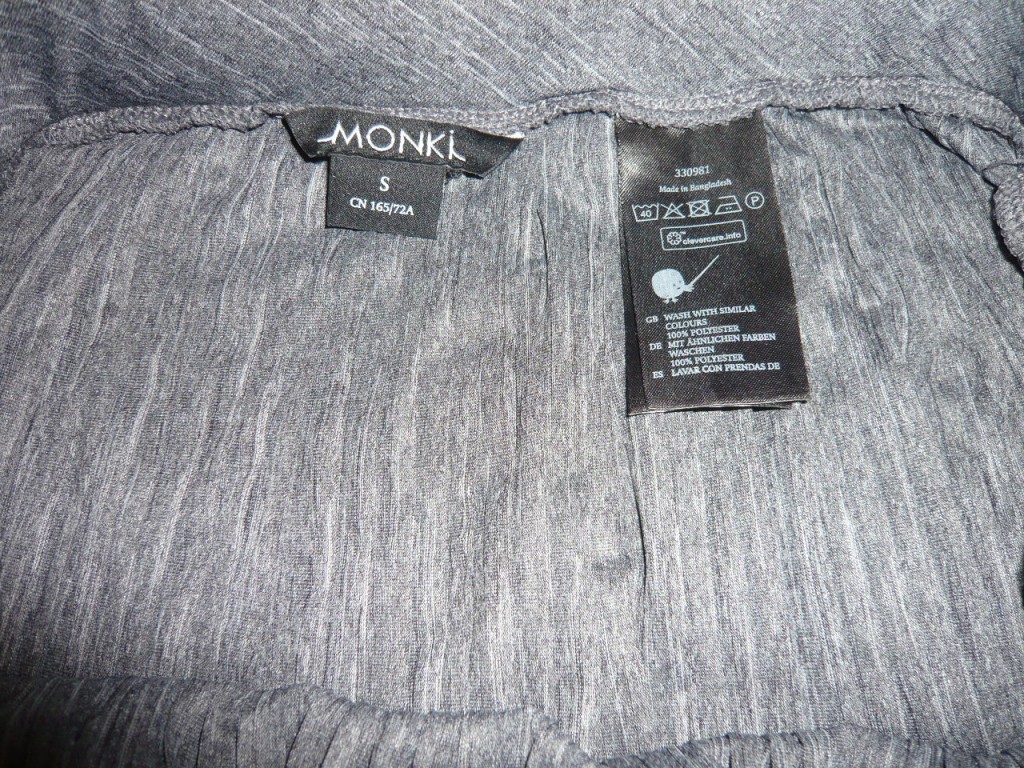 MONKi
S
CN 165/72A
330981
Made in Bangladesh
40 P
clevercare.info
GB WASH WITH SIMILAR
COLOURS
100% POLYESTER
DE MIT ÄHNLICHEN FARBEN
WASCHEN
100% POLYESTER
ES LAVAR CON PRENDAS DE